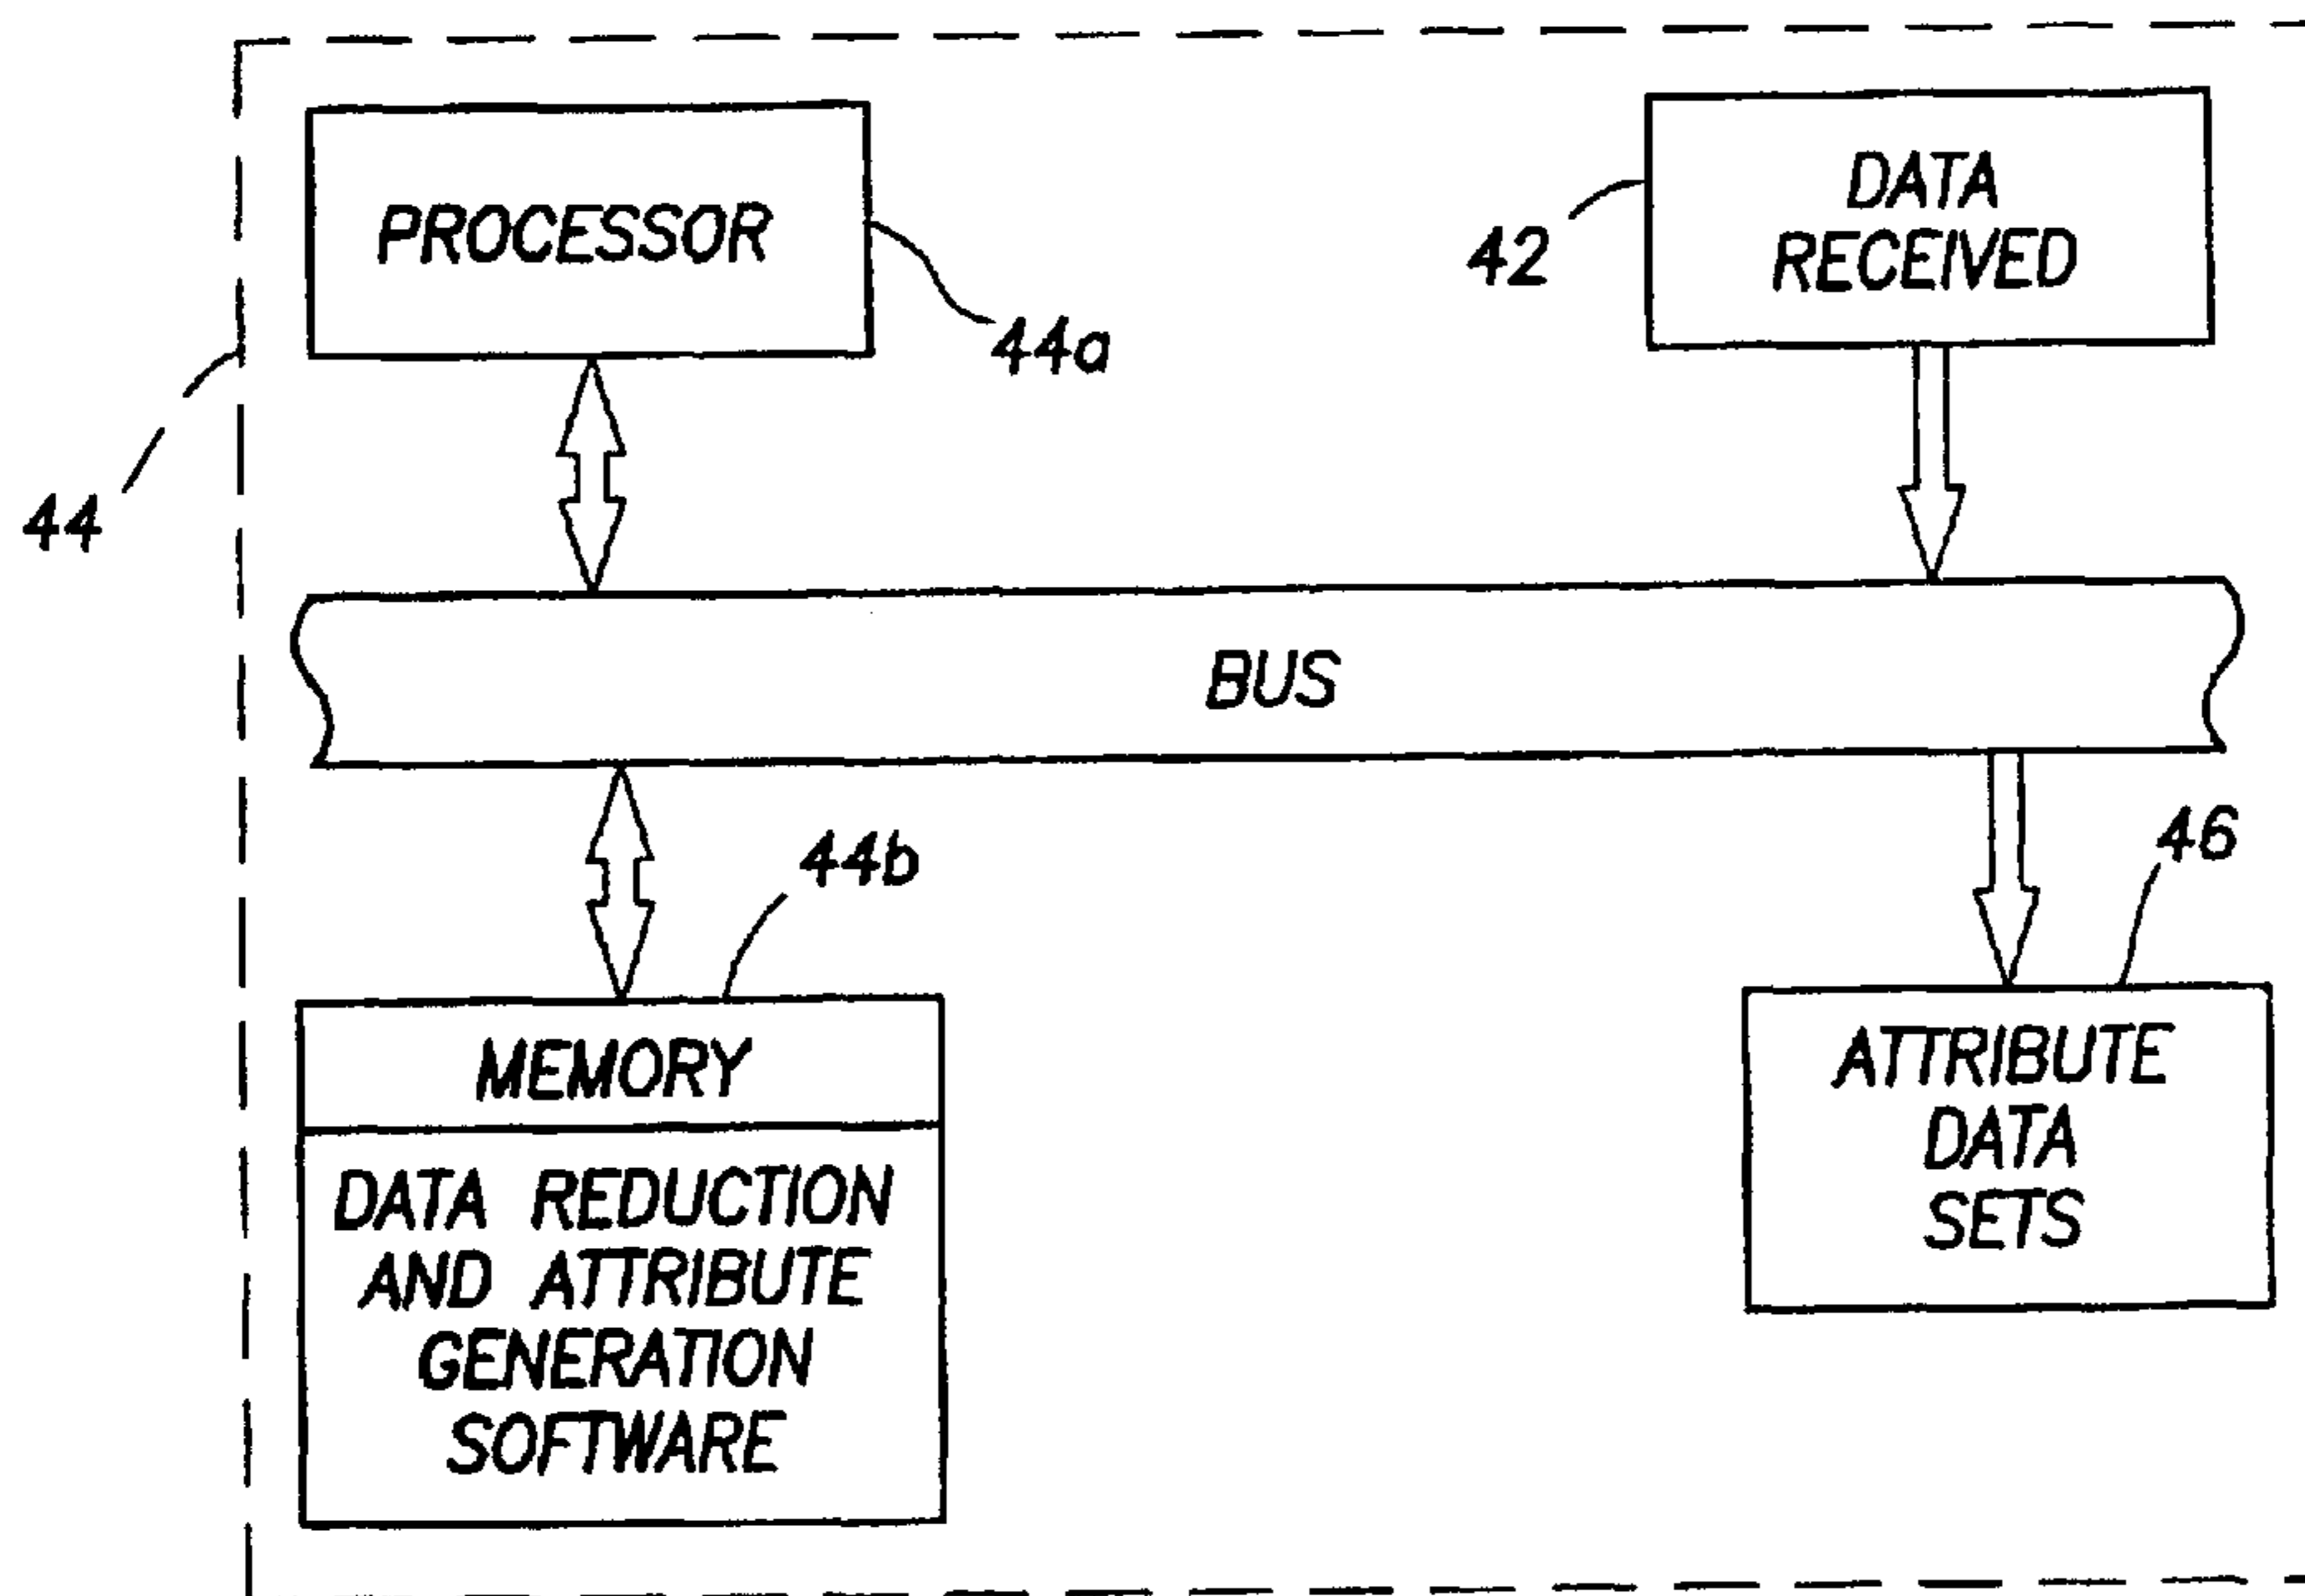 PROCESSOR
44a
DATA
RECEIVED
42
44
BUS
44b
46
MEMORY
DATA REDUCTION
AND ATTRIBUTE
GENERATION
SOFTWARE
ATTRIBUTE
DATA
SETS